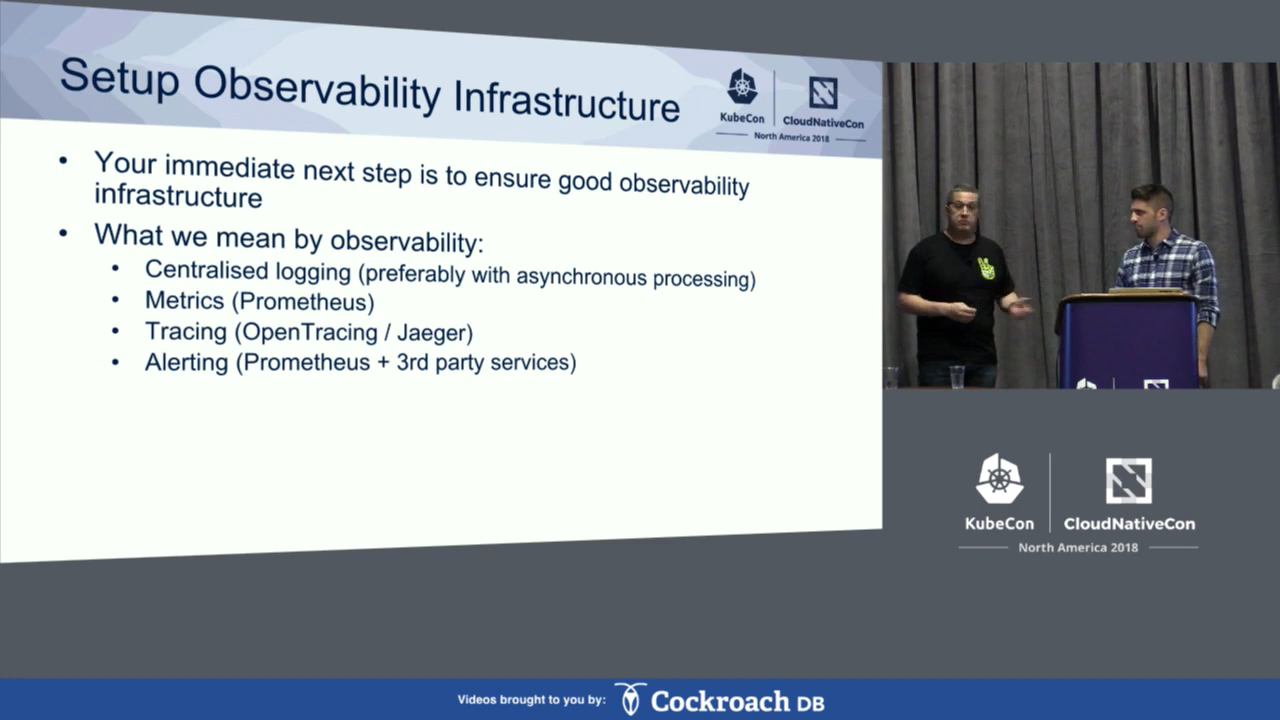 Setup Observability Infrastructure
KubeCon
CloudNativeCon
North America 2018
• Your immediate next step is to ensure good observability
infrastructure
• What we mean by observability:
• Centralised logging (preferably with asynchronous processing)
• Metrics (Prometheus)
• Tracing (OpenTracing / Jaeger)
• Alerting (Prometheus + 3rd party services)
KubeCon
CloudNativeCon
North America 2018
Videos brought to you by:
Cockroach DB